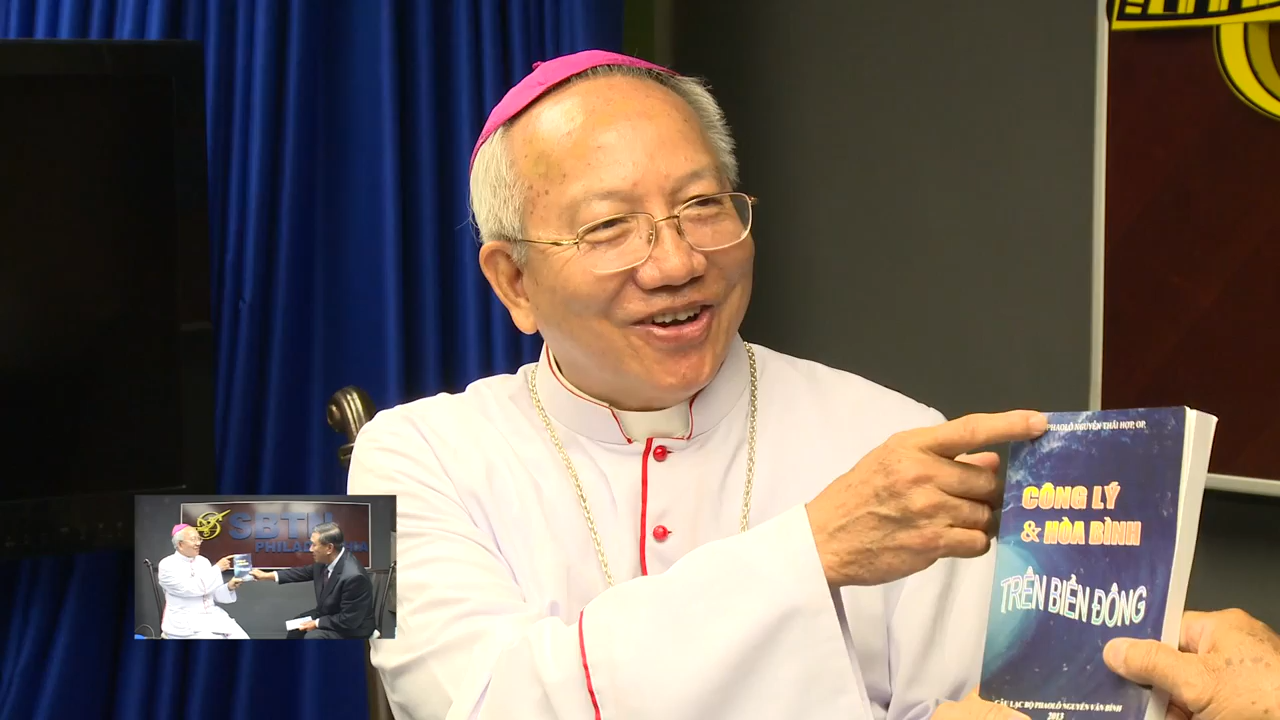 PHAOLÔ NGUYỄN THÁI HỢP, OP.
CÔNG LÝ
& HÒA BÌNH
TRÊN BIỂN ĐÔNG
CÂU LẠC BỘ PHAOLÔ NGUYỄN VĂN BÌNH
2013
SBTN